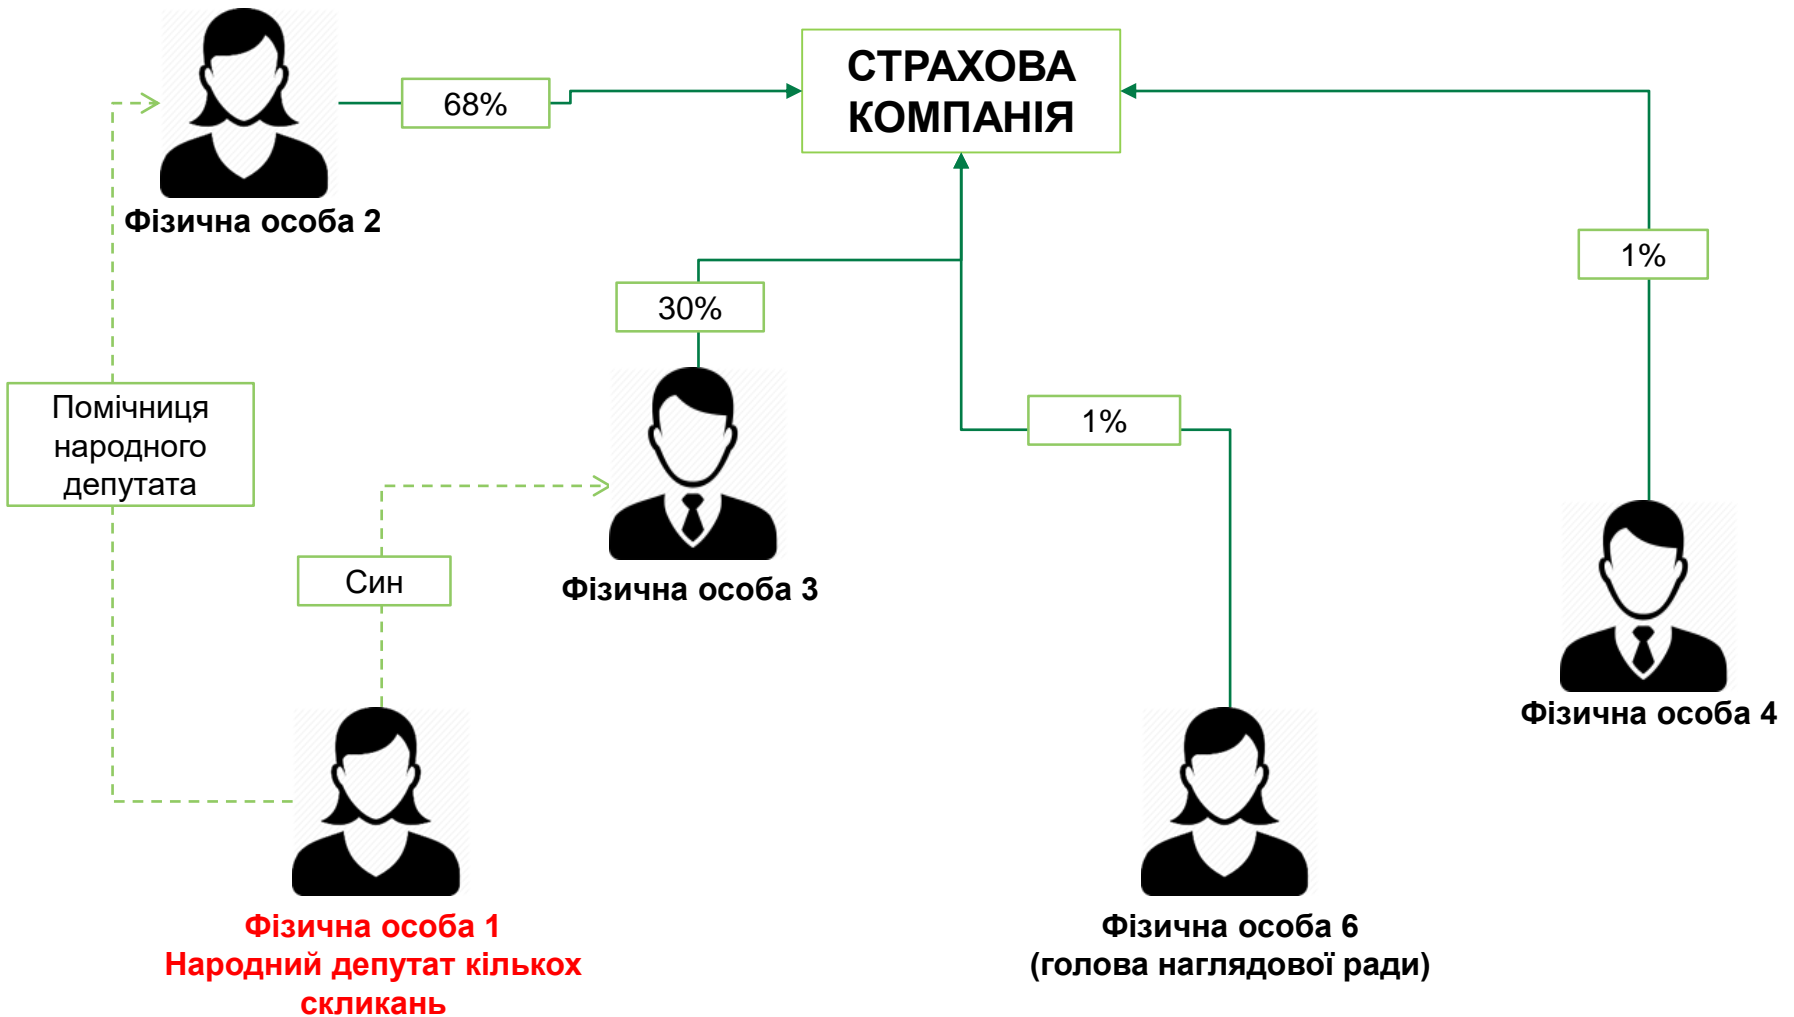 СТРАХОВА
КОМПАНІЯ
68%
Фізична особа 2
1%
30%
Помічниця
народного
депутата
1%
Син
Фізична особа 3
Фізична особа 4
Фізична особа 1
Народний депутат кількох
скликань
Фізична особа 6
(голова наглядової ради)